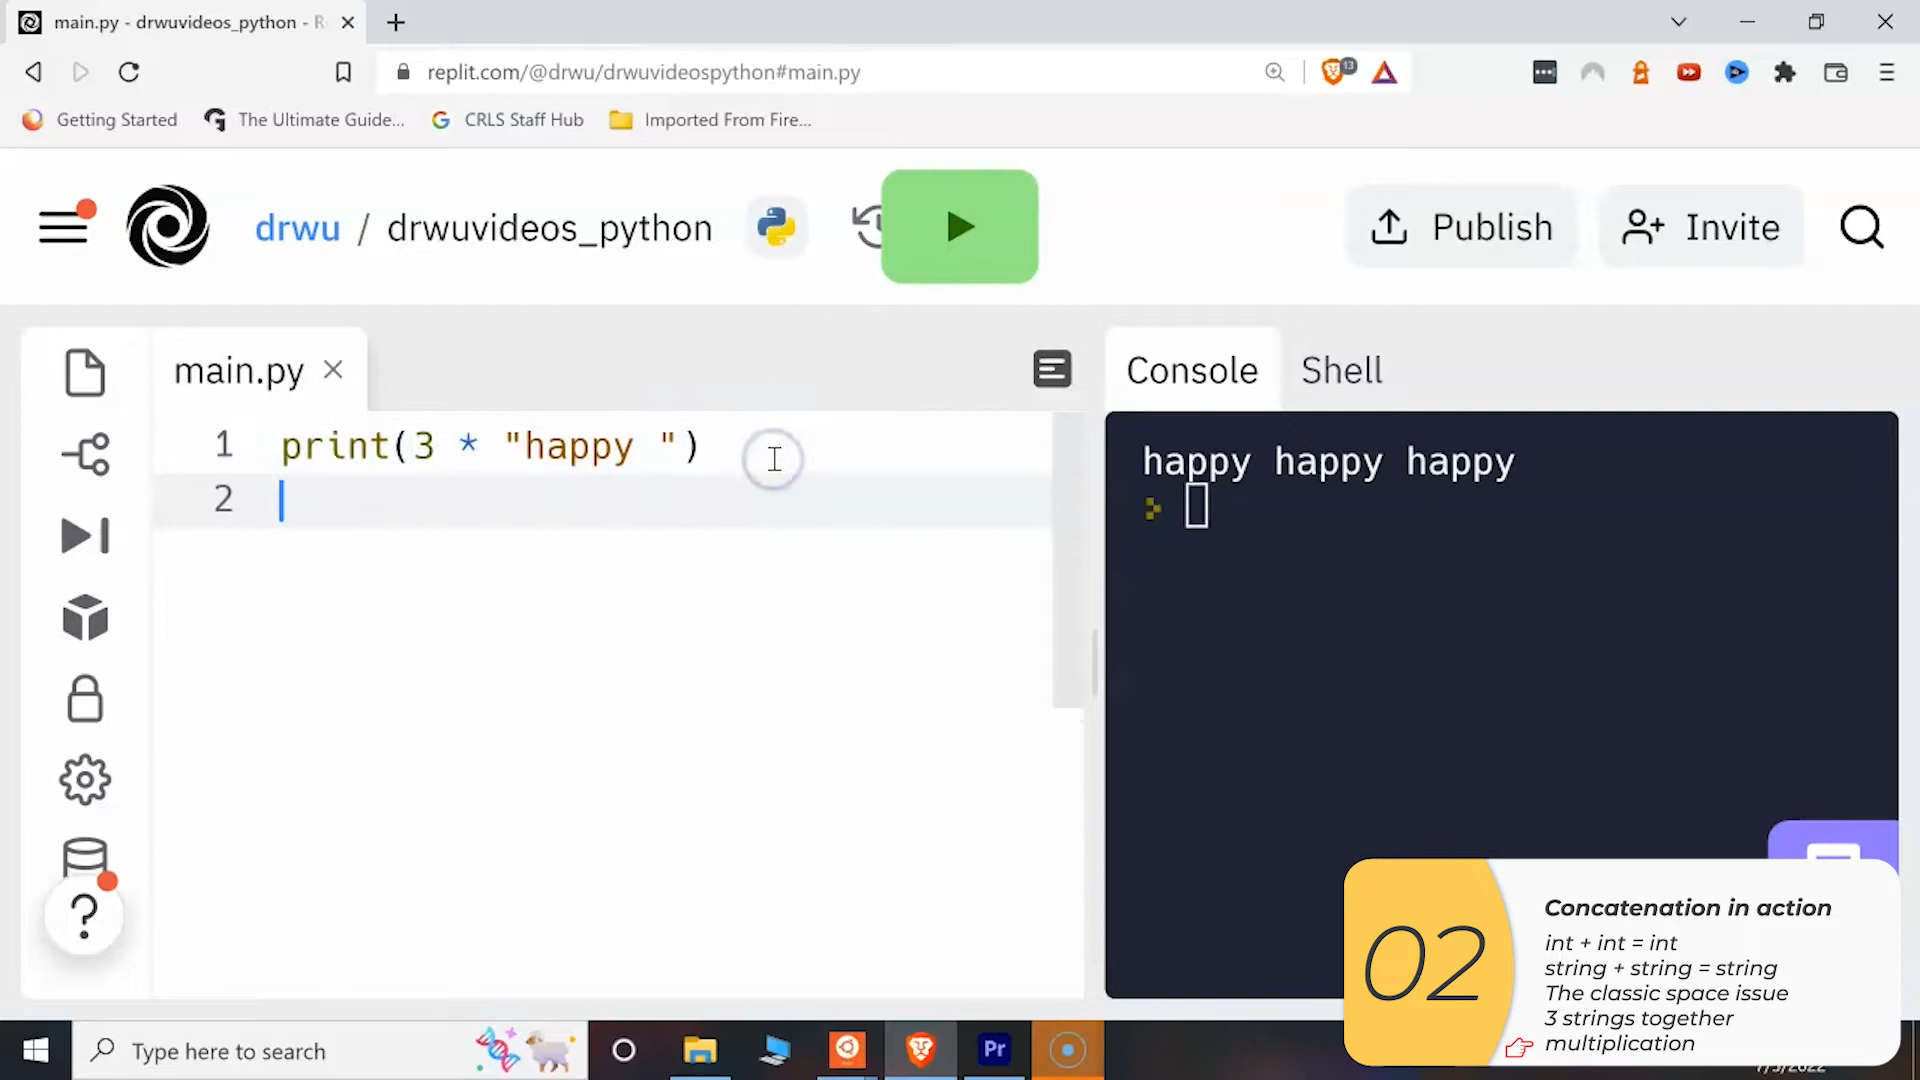 main.py - drwuvideos_python - R
replit.com/@drwu/drwuvideospython#main.py
13
Getting Started
The Ultimate Guide...
CRLS Staff Hub
Imported From Fire...
drwu / drwuvideos_python
Publish
Invite
main.py
Console
Shell
1 print(3 * "happy ")
2
happy happy happy
02
Concatenation in action
int + int = int
string + string = string
The classic space issue
3 strings together
multiplication
Type here to search
Pr